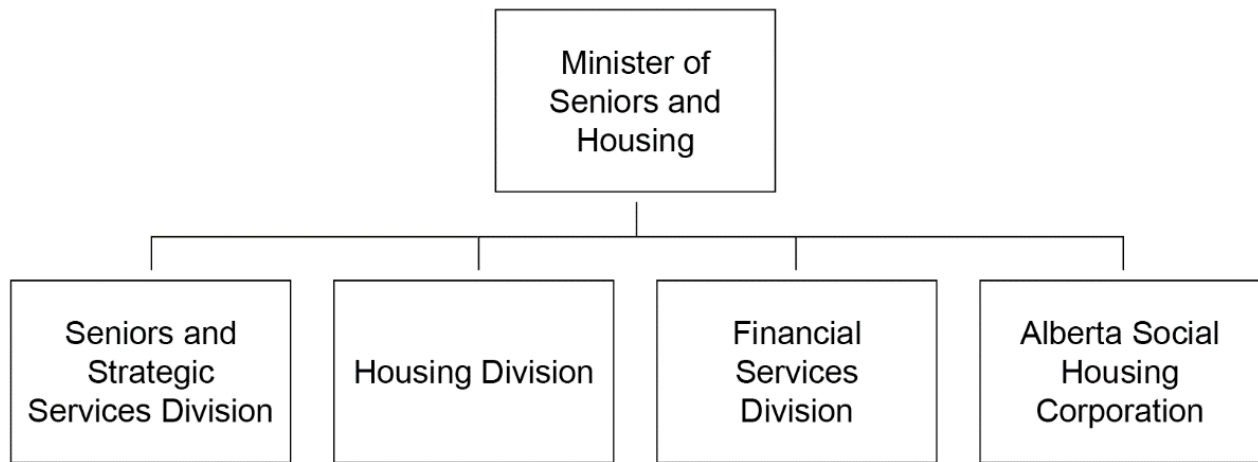 Minister of
Seniors and
Housing
Seniors and
Strategic
Services Division
Housing Division
Financial
Services
Division
Alberta Social
Housing
Corporation